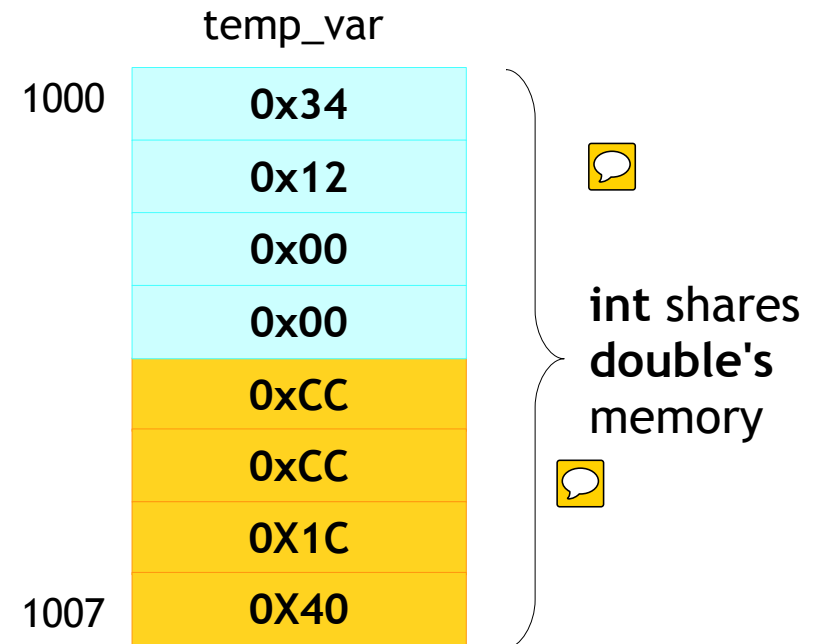 temp_var
1000
0x34
0x12
0x00
0x00
0xCC
0xCC
0X1C
1007
0X40
int shares
double's
memory